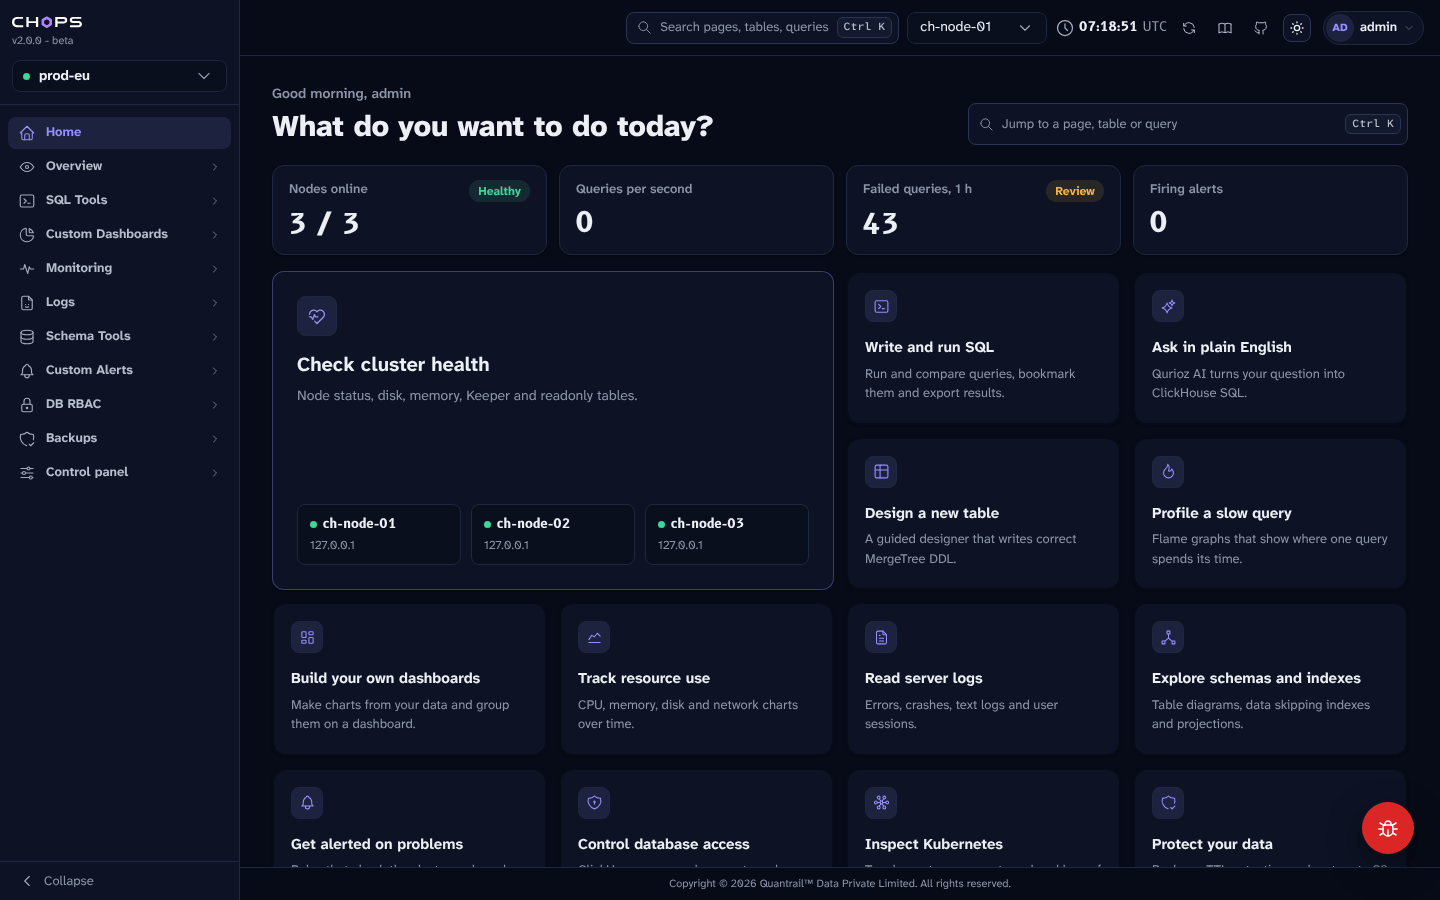 CHOPS
v2.0.0 - beta
prod-eu
Home
Overview
SQL Tools
Custom Dashboards
Monitoring
Logs
Schema Tools
Custom Alerts
DB RBAC
Backups
Control panel
Collapse
Search pages, tables, queries Ctrl K
ch-node-01
07:18:51 UTC
AD admin
Good morning, admin
What do you want to do today?
Jump to a page, table or query Ctrl K
Nodes online Healthy
3 / 3
Queries per second
0
Failed queries, 1 h Review
43
Firing alerts
0
Check cluster health
Node status, disk, memory, Keeper and readonly tables.
ch-node-01
127.0.0.1
ch-node-02
127.0.0.1
ch-node-03
127.0.0.1
Write and run SQL
Run and compare queries, bookmark
them and export results.
Ask in plain English
Qurioz AI turns your question into
ClickHouse SQL.
Design a new table
A guided designer that writes correct
MergeTree DDL.
Profile a slow query
Flame graphs that show where one query
spends its time.
Build your own dashboards
Make charts from your data and group
them on a dashboard.
Track resource use
CPU, memory, disk and network charts
over time.
Read server logs
Errors, crashes, text logs and user
sessions.
Explore schemas and indexes
Table diagrams, data skipping indexes
and projections.
Get alerted on problems
Control database access
Inspect Kubernetes
Protect your data
Copyright © 2026 Quantrail™ Data Private Limited. All rights reserved.